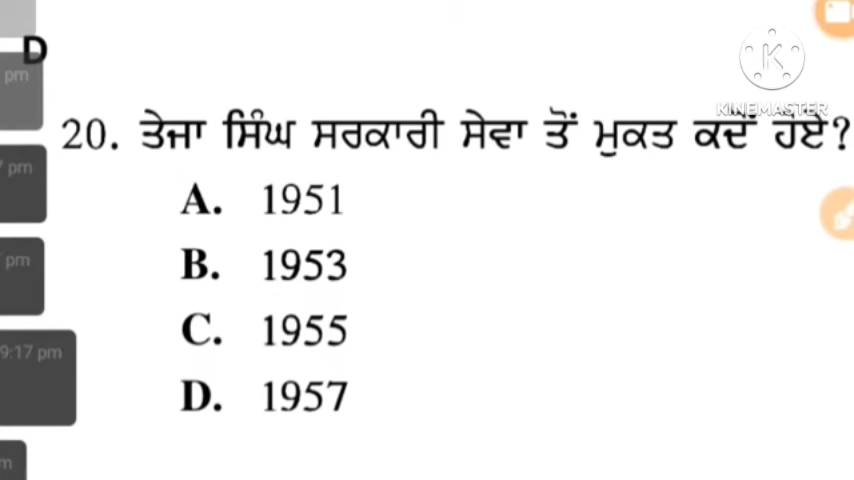 D
pm
KINEMASTER
20. ਤੇਜਾ ਸਿੰਘ ਸਰਕਾਰੀ ਸੇਵਾ ਤੋਂ ਮੁਕਤ ਕਦੋਂ ਹੋਏ?
pm
A. 1951
B. 1953
pm
C. 1955
9:17 pm
D. 1957
m